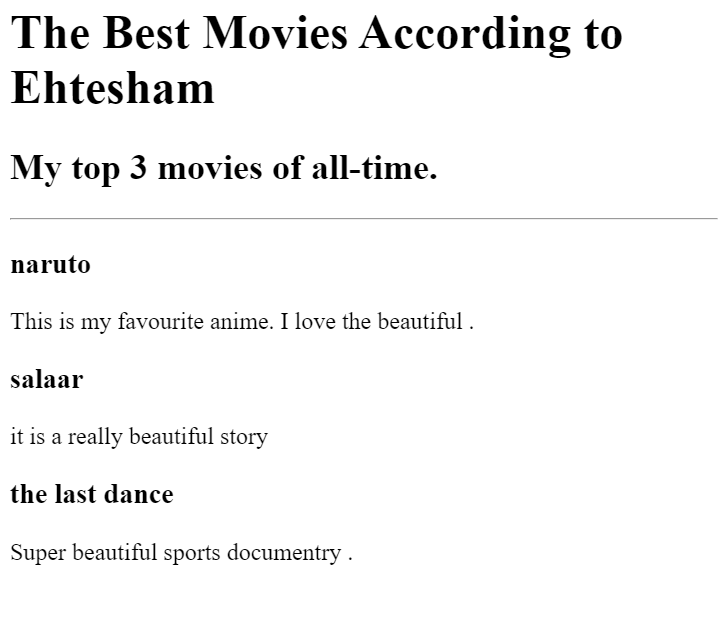 The Best Movies According to
Ehtesham
My top 3 movies of all-time.
naruto
This is my favourite anime. I love the beautiful .
salaar
it is a really beautiful story
the last dance
Super beautiful sports documentry .